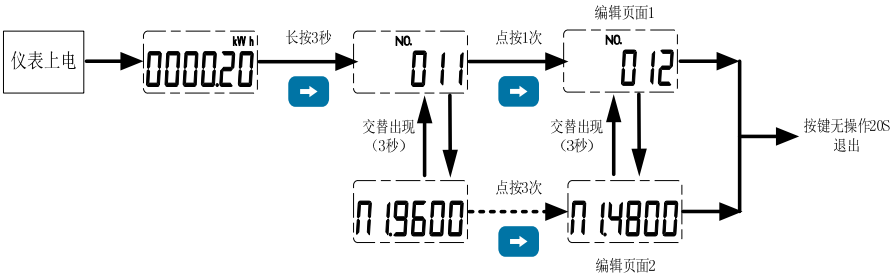 编辑页面1
仪表上电
kWh
0000.20
长按3秒
NO.
011
点按1次
NO.
012
交替出现
（3秒）
交替出现
（3秒）
按键无操作20S
退出
n1.9600
点按3次
n1.4800
编辑页面2